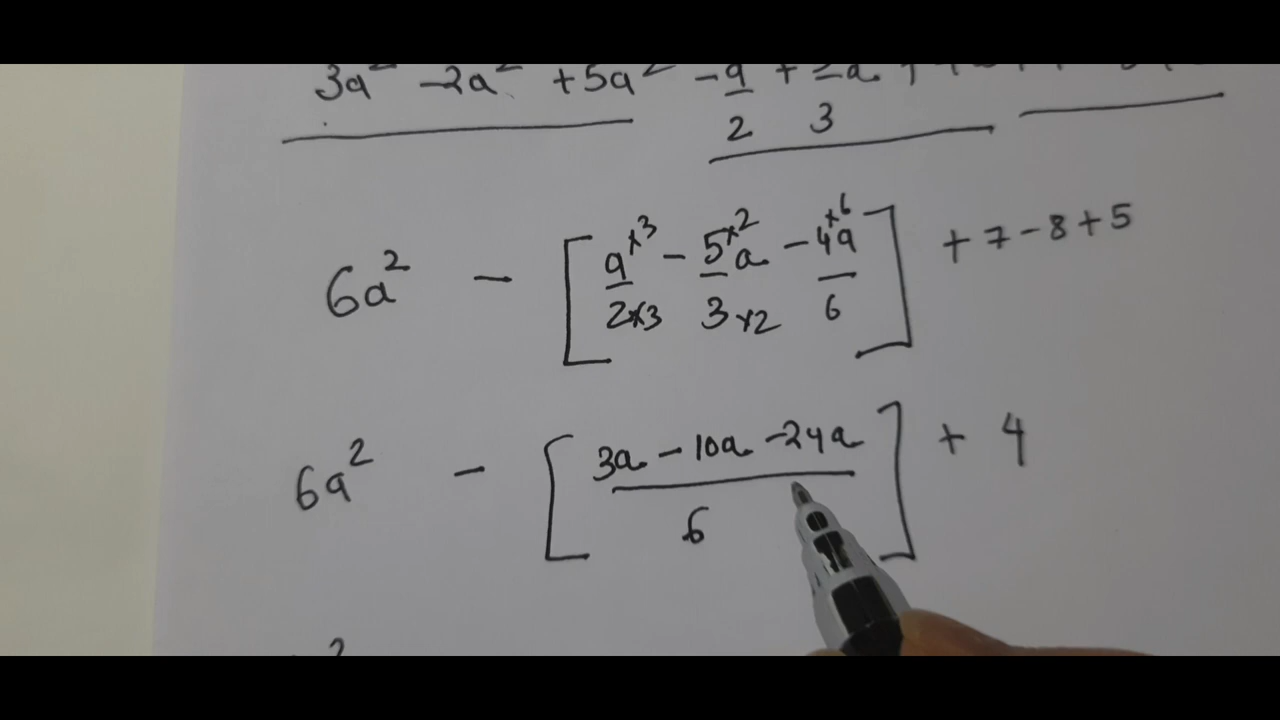 3a² -2a² +5a² -a/2 +
6a² - [ a×3/2×3 - 5×2a/3×2 - 4a×6/6 ] + 7 - 8 + 5
6a² - [ 3a - 10a - 24a / 6 ] + 4
2